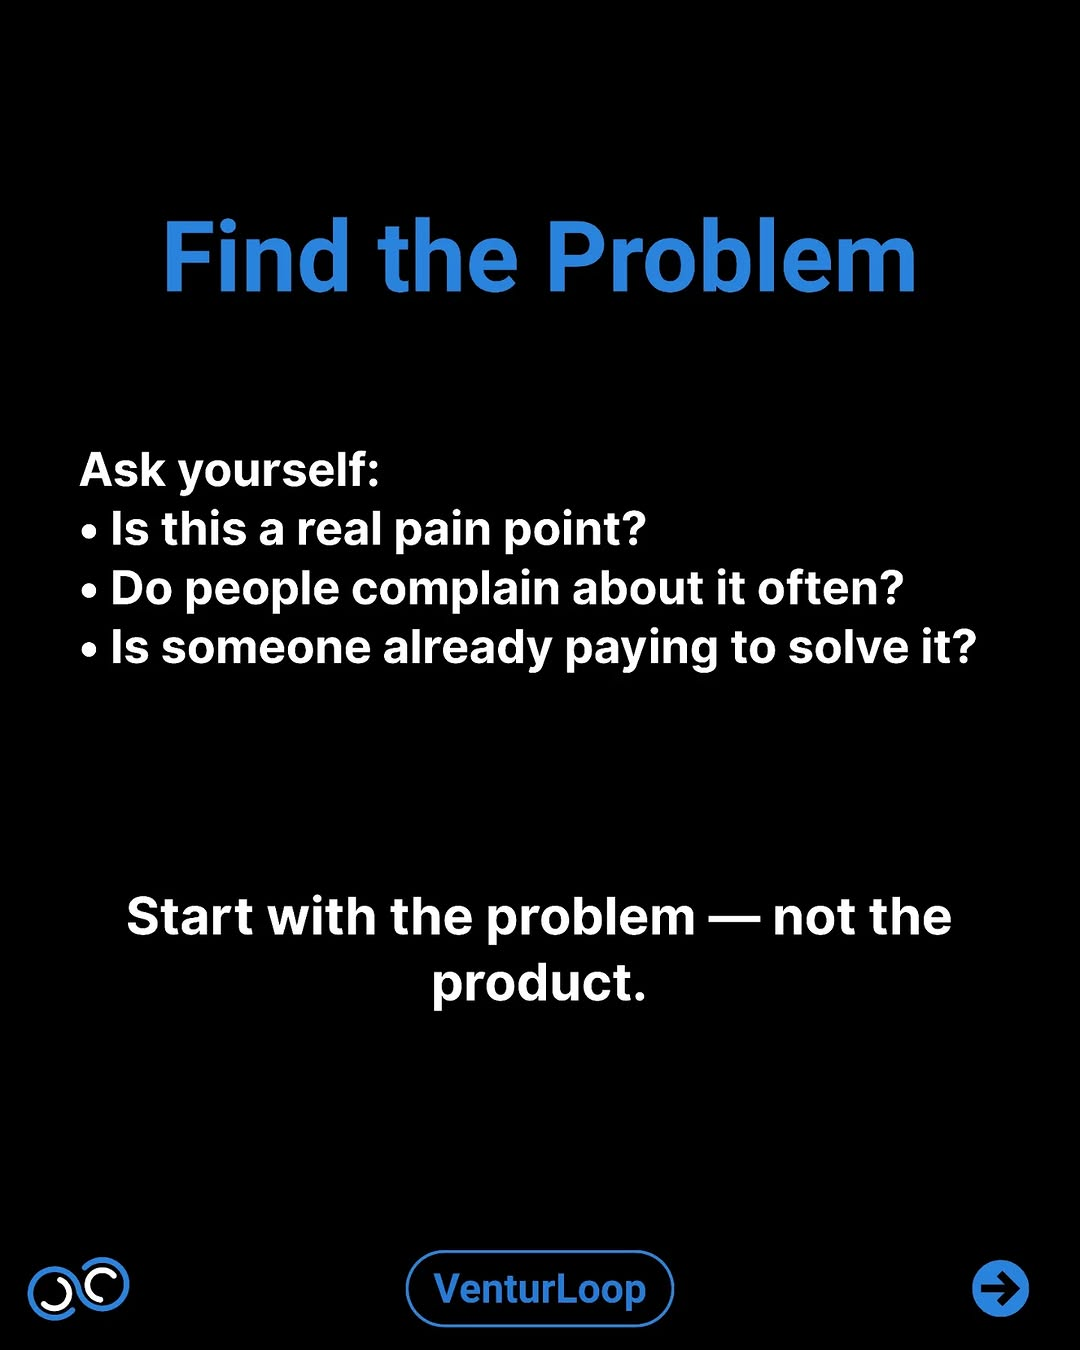 Find the Problem
Ask yourself:
• Is this a real pain point?
• Do people complain about it often?
• Is someone already paying to solve it?
Start with the problem — not the
product.
VenturLoop